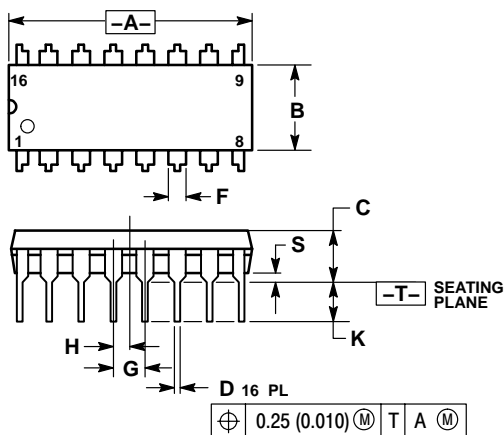 –A–
16 9
B
1 8
F
C
S
–T– SEATING
PLANE
K
H
G
D 16 PL
⌖ 0.25 (0.010) Ⓜ T A Ⓜ